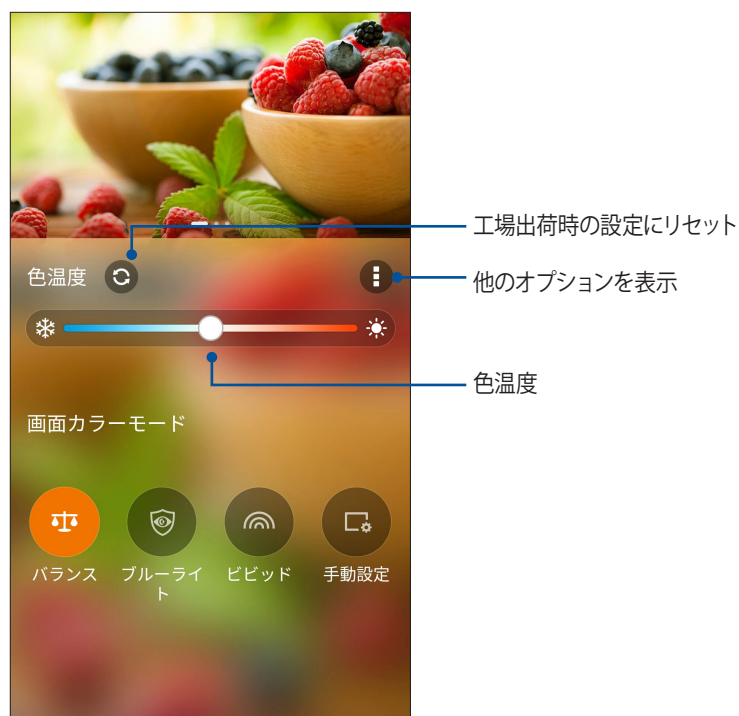 工場出荷時の設定にリセット
色温度
他のオプションを表示
色温度
画面カラーモード
バランス
ブルーライ
ト
ビビッド
手動設定